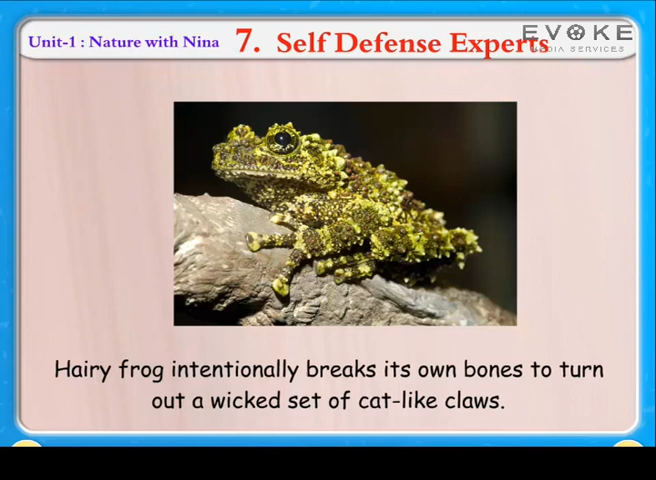 Unit-1 : Nature with Nina
7. Self Defense Experts
EVOKE
MEDIA SERVICES
Hairy frog intentionally breaks its own bones to turn
out a wicked set of cat-like claws.